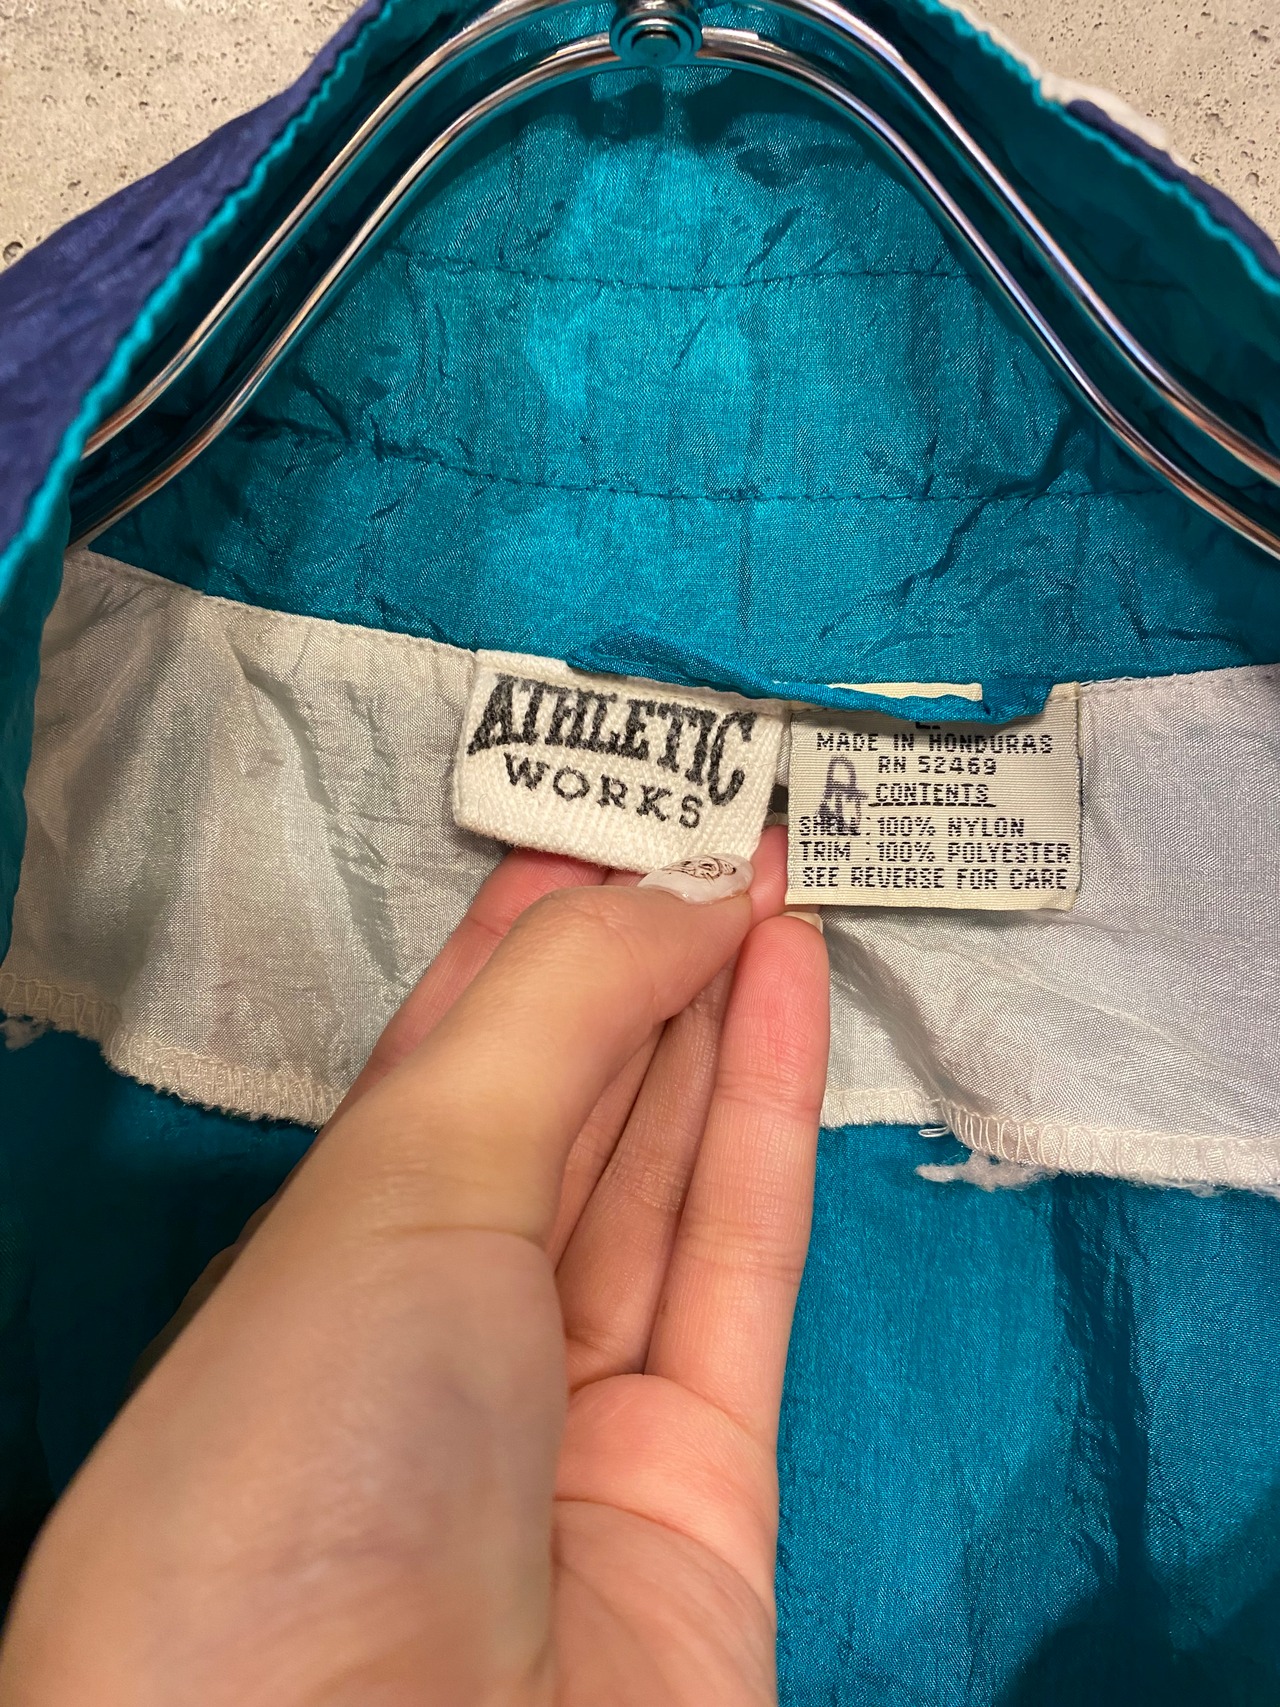 ATHLETIC
WORKS
MADE IN HONDURAS
RN 52469
CONTENTS
SHELL: 100% NYLON
TRIM : 100% POLYESTER
SEE REVERSE FOR CARE